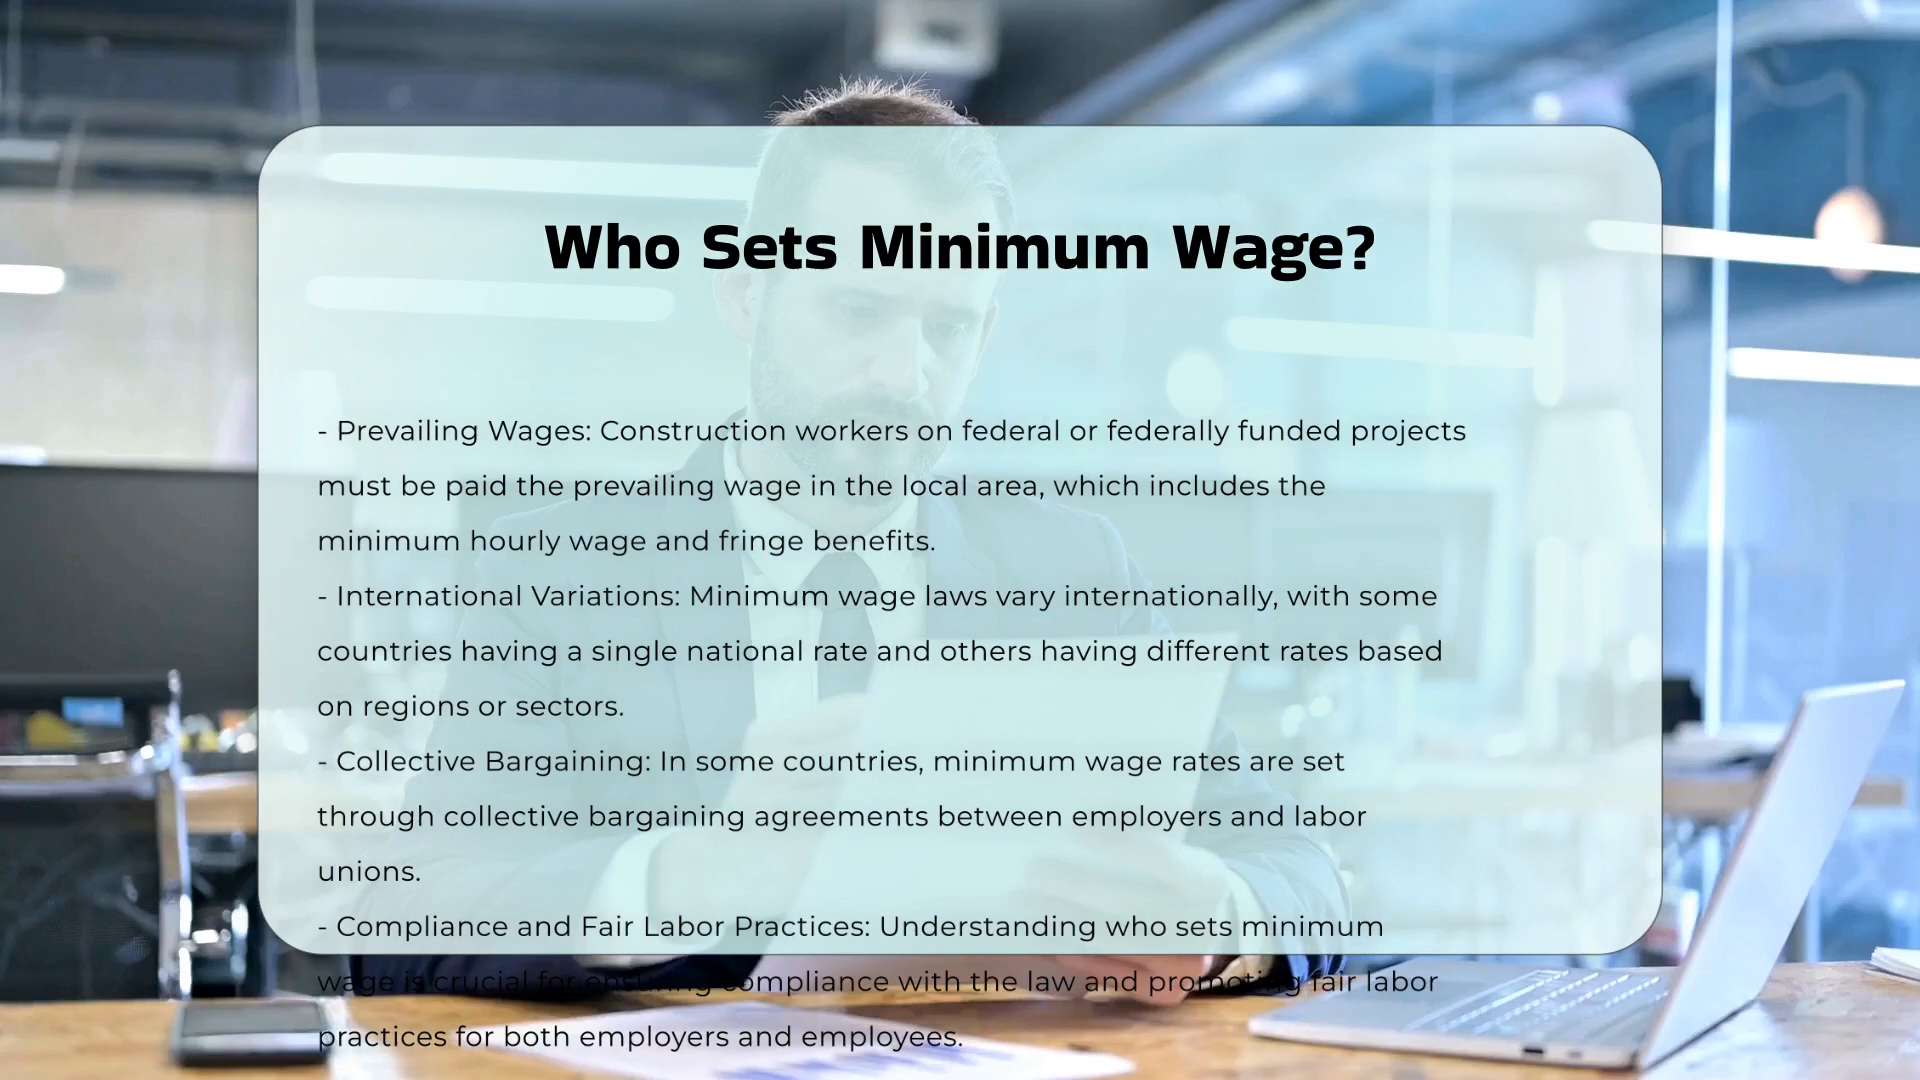 Who Sets Minimum Wage?
- Prevailing Wages: Construction workers on federal or federally funded projects
must be paid the prevailing wage in the local area, which includes the
minimum hourly wage and fringe benefits.
- International Variations: Minimum wage laws vary internationally, with some
countries having a single national rate and others having different rates based
on regions or sectors.
- Collective Bargaining: In some countries, minimum wage rates are set
through collective bargaining agreements between employers and labor
unions.
- Compliance and Fair Labor Practices: Understanding who sets minimum
wage is crucial for ensuring compliance with the law and promoting fair labor
practices for both employers and employees.